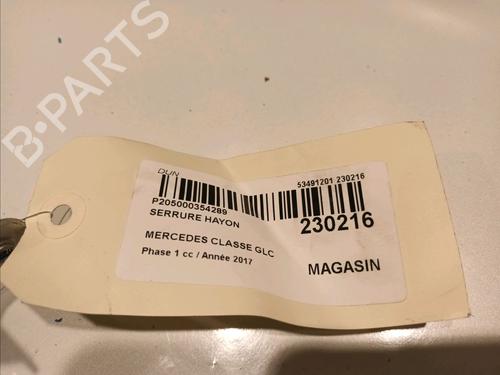 B-PARTS
DUN
P205000354289
SERRURE HAYON
MERCEDES CLASSE GLC
Phase 1 cc / Année 2017
53491201 230216
230216
MAGASIN